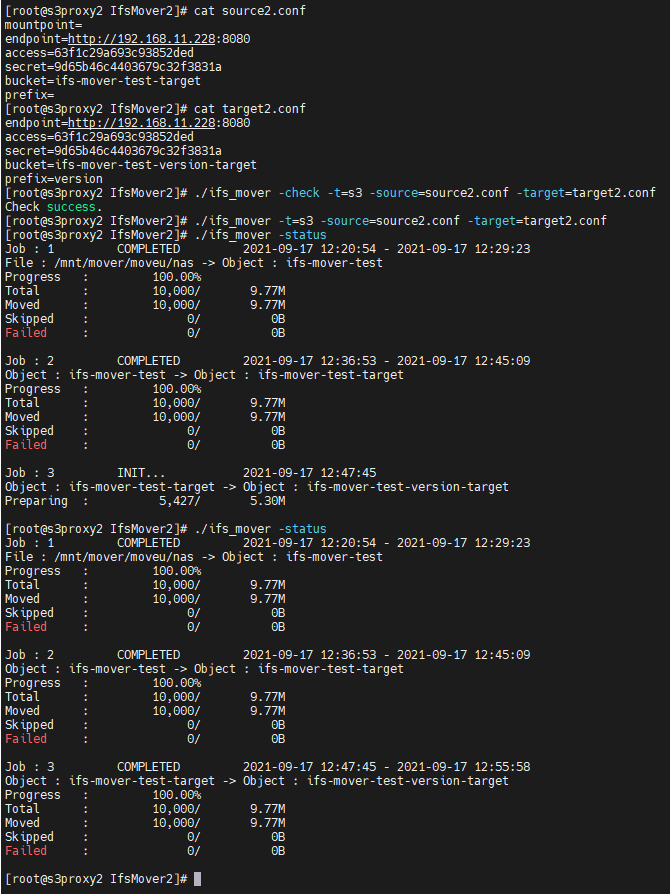 [root@s3proxy2 IfsMover2]# cat source2.conf
mountpoint=
endpoint=http://192.168.11.228:8080
access=63f1c29a693c93852ded
secret=9d65b46c4403679c32f3831a
bucket=ifs-mover-test-target
prefix=
[root@s3proxy2 IfsMover2]# cat target2.conf
endpoint=http://192.168.11.228:8080
access=63f1c29a693c93852ded
secret=9d65b46c4403679c32f3831a
bucket=ifs-mover-test-version-target
prefix=version
[root@s3proxy2 IfsMover2]# ./ifs_mover -check -t=s3 -source=source2.conf -target=target2.conf
Check success.
[root@s3proxy2 IfsMover2]# ./ifs_mover -t=s3 -source=source2.conf -target=target2.conf
[root@s3proxy2 IfsMover2]# ./ifs_mover -status
Job : 1 COMPLETED 2021-09-17 12:20:54 - 2021-09-17 12:29:23
File : /mnt/mover/moveu/nas -> Object : ifs-mover-test
Progress : 100.00%
Total : 10,000/ 9.77M
Moved : 10,000/ 9.77M
Skipped : 0/ 0B
Failed : 0/ 0B
Job : 2 COMPLETED 2021-09-17 12:36:53 - 2021-09-17 12:45:09
Object : ifs-mover-test -> Object : ifs-mover-test-target
Progress : 100.00%
Total : 10,000/ 9.77M
Moved : 10,000/ 9.77M
Skipped : 0/ 0B
Failed : 0/ 0B
Job : 3 INIT... 2021-09-17 12:47:45
Object : ifs-mover-test-target -> Object : ifs-mover-test-version-target
Preparing : 5,427/ 5.30M
[root@s3proxy2 IfsMover2]# ./ifs_mover -status
Job : 1 COMPLETED 2021-09-17 12:20:54 - 2021-09-17 12:29:23
File : /mnt/mover/moveu/nas -> Object : ifs-mover-test
Progress : 100.00%
Total : 10,000/ 9.77M
Moved : 10,000/ 9.77M
Skipped : 0/ 0B
Failed : 0/ 0B
Job : 2 COMPLETED 2021-09-17 12:36:53 - 2021-09-17 12:45:09
Object : ifs-mover-test -> Object : ifs-mover-test-target
Progress : 100.00%
Total : 10,000/ 9.77M
Moved : 10,000/ 9.77M
Skipped : 0/ 0B
Failed : 0/ 0B
Job : 3 COMPLETED 2021-09-17 12:47:45 - 2021-09-17 12:55:58
Object : ifs-mover-test-target -> Object : ifs-mover-test-version-target
Progress : 100.00%
Total : 10,000/ 9.77M
Moved : 10,000/ 9.77M
Skipped : 0/ 0B
Failed : 0/ 0B
[root@s3proxy2 IfsMover2]#